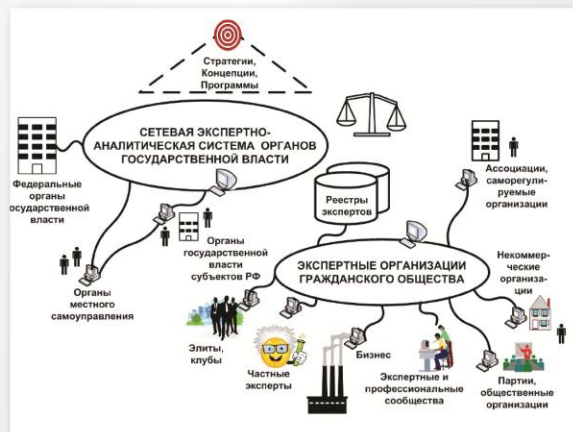 Стратегии,
Концепции,
Программы
СЕТЕВАЯ ЭКСПЕРТНО-
АНАЛИТИЧЕСКАЯ СИСТЕМА ОРГАНОВ
ГОСУДАРСТВЕННОЙ ВЛАСТИ
Федеральные
органы
осударственной
власти
Органы
государственной
власти
субъектов РФ
Органы
местного
самоуправления
Реестры
экспертов
Ассоциации,
саморегули-
руемые
организации
ЭКСПЕРТНЫЕ ОРГАНИЗАЦИИ
ГРАЖДАНСКОГО ОБЩЕСТВА
Некоммер-
ческие
организа-
ции
Элиты,
клубы
Частные
эксперты
Бизнес
Экспертные и
профессиональные
сообщества
Партии,
общественные
организации